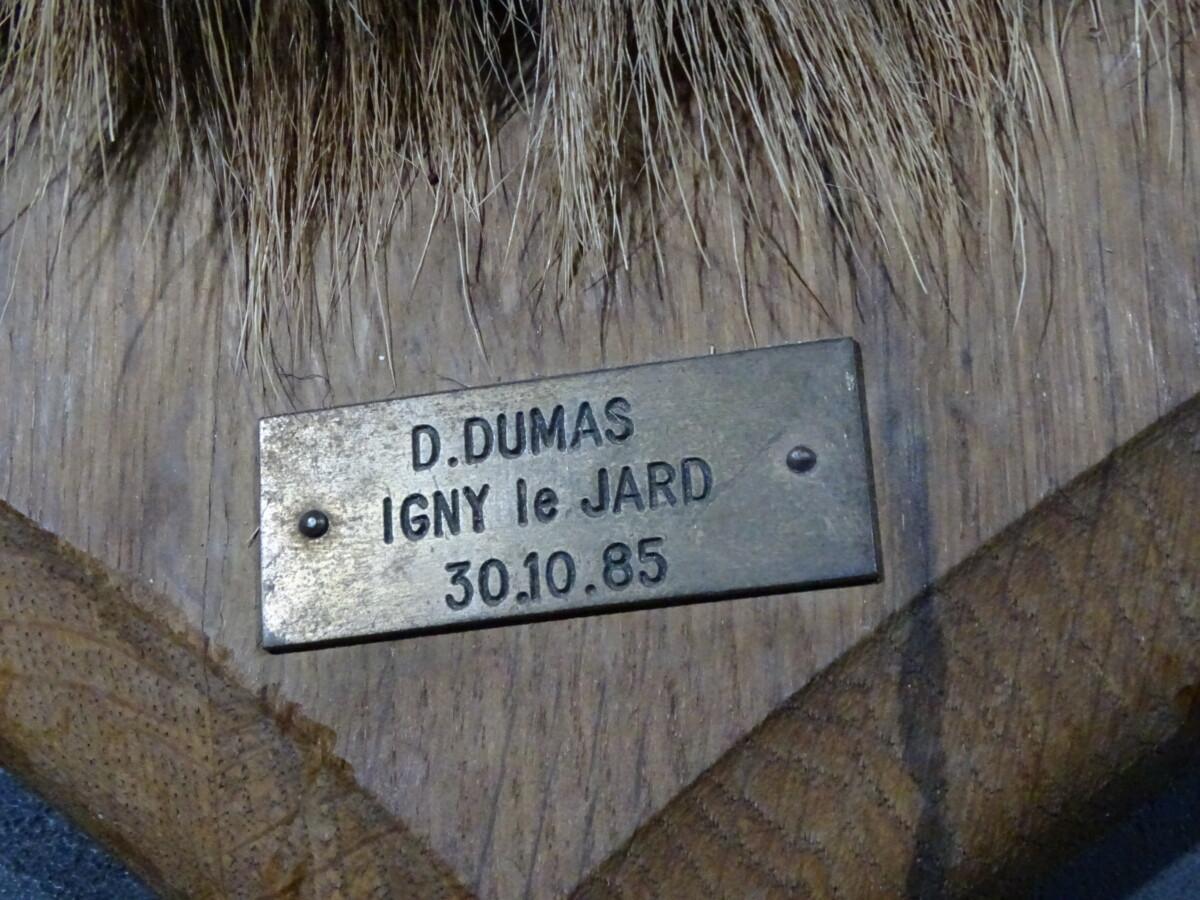 D.DUMAS
IGNY le JARD
30.10.85